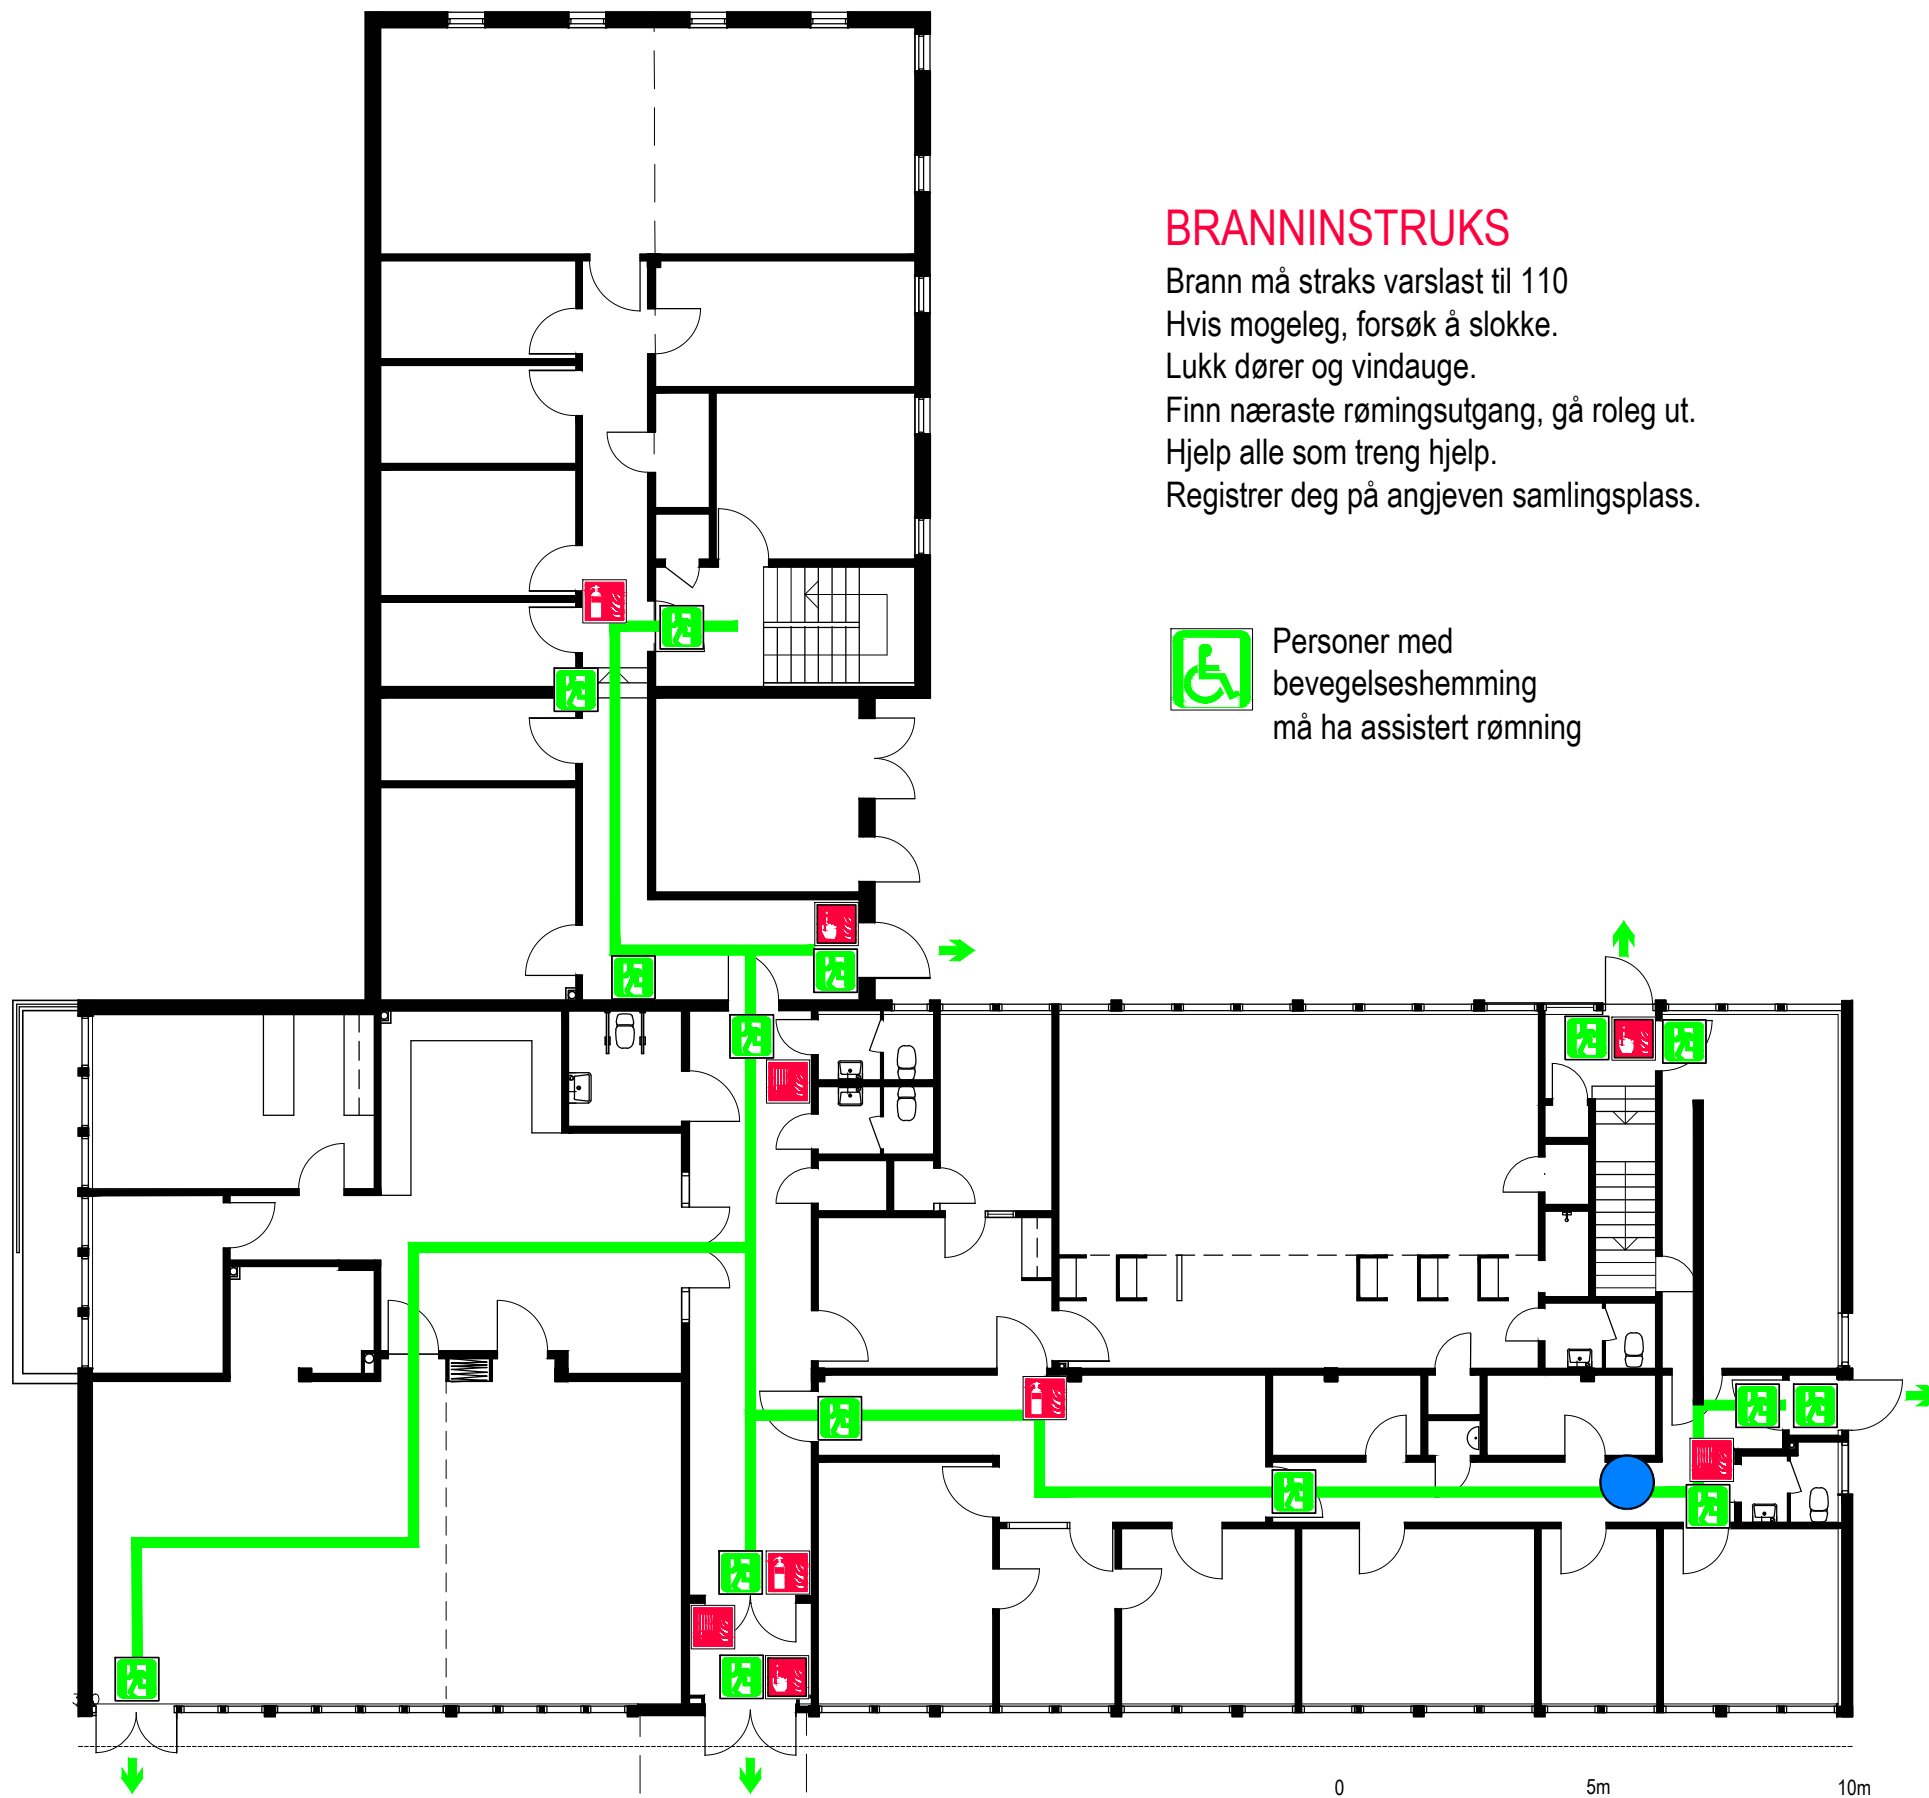 BRANNINSTRUKS
Brann må straks varslast til 110
Hvis mogeleg, forsøk å slokke.
Lukk dører og vindauge.
Finn næraste rømingsutgang, gå roleg ut.
Hjelp alle som treng hjelp.
Registrer deg på angjeven samlingsplass.
Personer med
bevegelseshemming
må ha assistert rømning
0 5m 10m